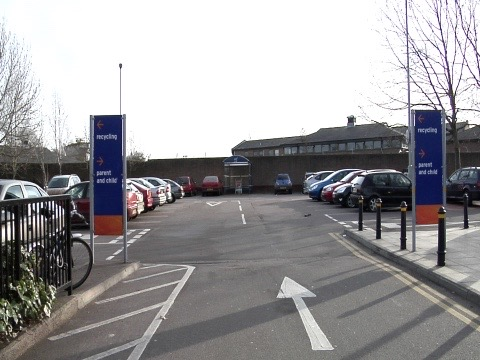 recycling
parent
and child
recycling
parent
and child